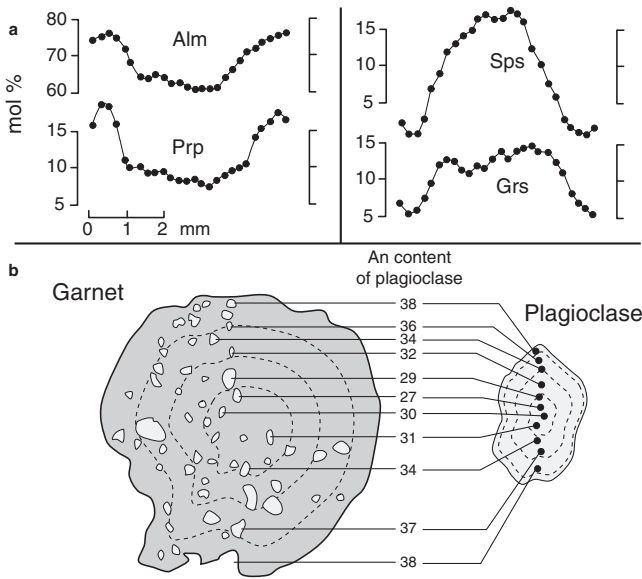 a
mol %
80
70
60
Alm
15
10
5
Prp
0 1 2 mm
15
10
5
Sps
15
10
5
Grs
b
An content
of plagioclase
Garnet
Plagioclase
38
36
34
32
29
27
30
31
34
37
38